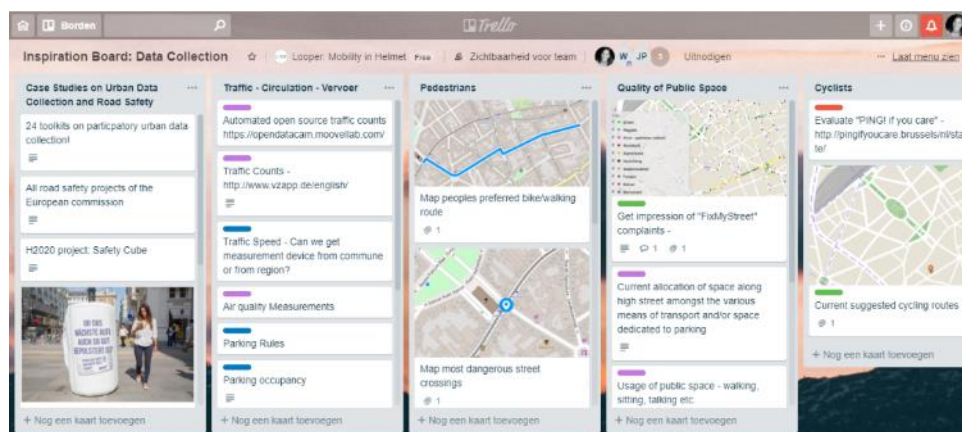 Borden
Trello
Inspiration Board: Data Collection
Looper: Mobility in Helmet
Free
Zichtbaarheid voor team
W
JP
Uitnodigen
Laat menu zien
Case Studies on Urban Data
Collection and Road Safety
24 toolkits on particpatory urban data
collection!
All road safety projects of the
European commission
H2020 project: Safety Cube
+ Nog een kaart toevoegen
Traffic - Circulation - Vervoer
Automated open source traffic counts
https://opendatacam.moovellab.com/
Traffic Counts -
http://www.vzapp.de/english/
Traffic Speed - Can we get
measurement device from commune
or from region?
Air quality Measurements
Parking Rules
Parking occupancy
+ Nog een kaart toevoegen
Pedestrians
Map peoples preferred bike/walking
route
1
Map most dangerous street
crossings
1
+ Nog een kaart toevoegen
Quality of Public Space
Get impression of "FixMyStreet"
complaints -
1 1
Current allocation of space along
high street amongst the various
means of transport and/or space
dedicated to parking
Usage of public space - walking,
sitting, talking etc
+ Nog een kaart toevoegen
Cyclists
Evaluate "PING! if you care" -
http://pingifyoucare.brussels/nl/sta
te/
Current suggested cycling routes
1
+ Nog een kaart toevoegen